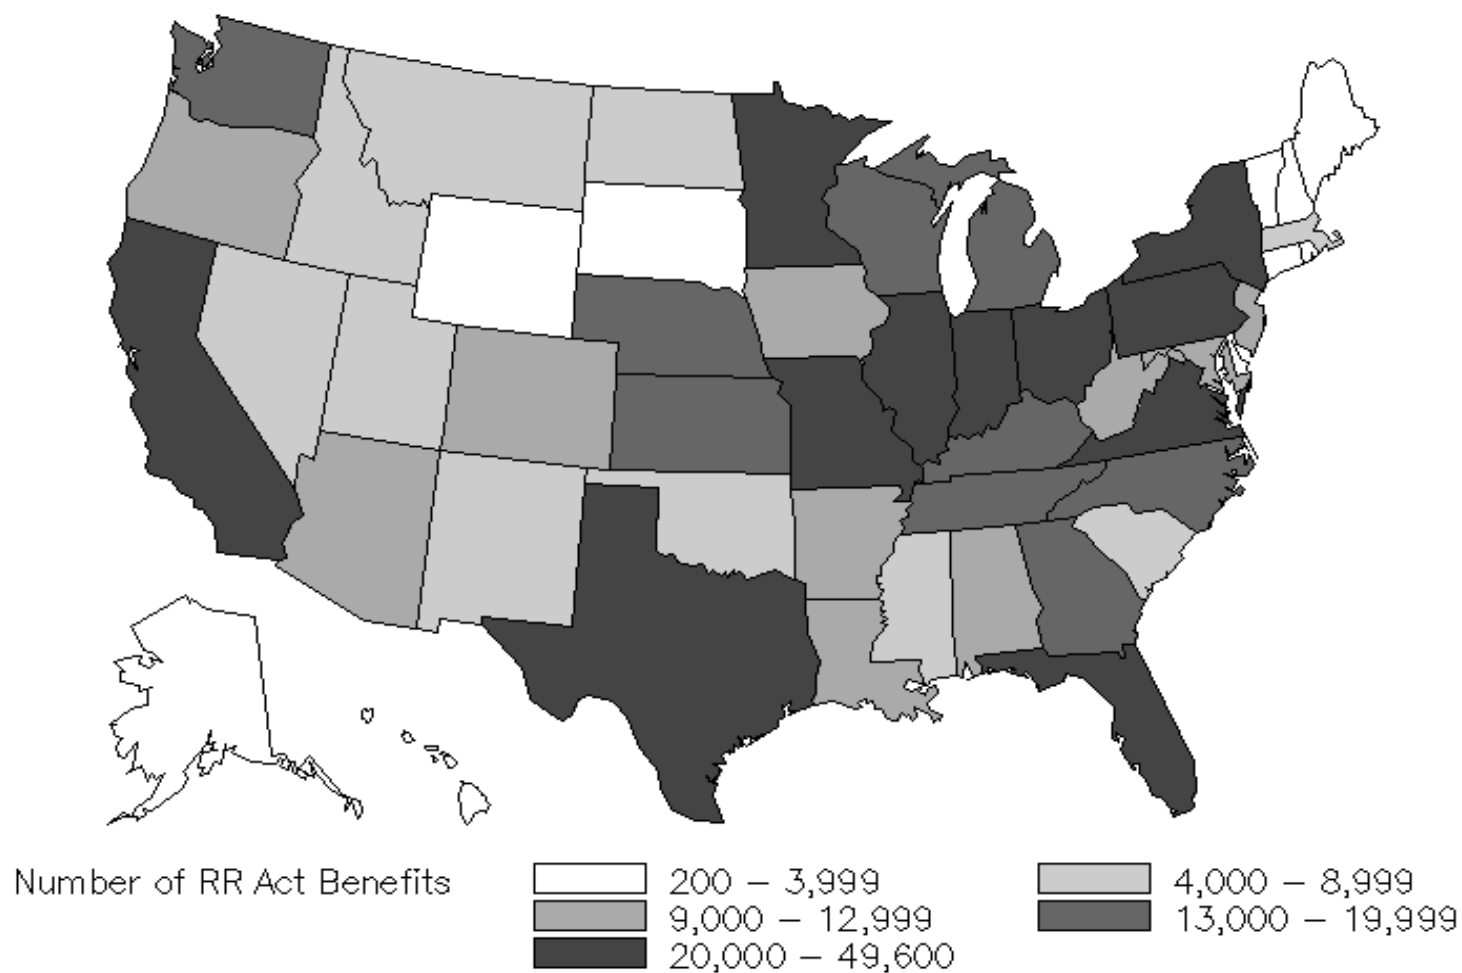 Number of RR Act Benefits
200 – 3,999
4,000 – 8,999
9,000 – 12,999
13,000 – 19,999
20,000 – 49,600